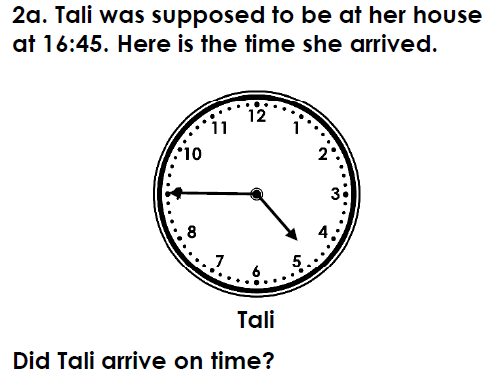 2a. Tali was supposed to be at her house
at 16:45. Here is the time she arrived.
12
11 1
10 2
3
8 4
7 5
6
Tali
Did Tali arrive on time?